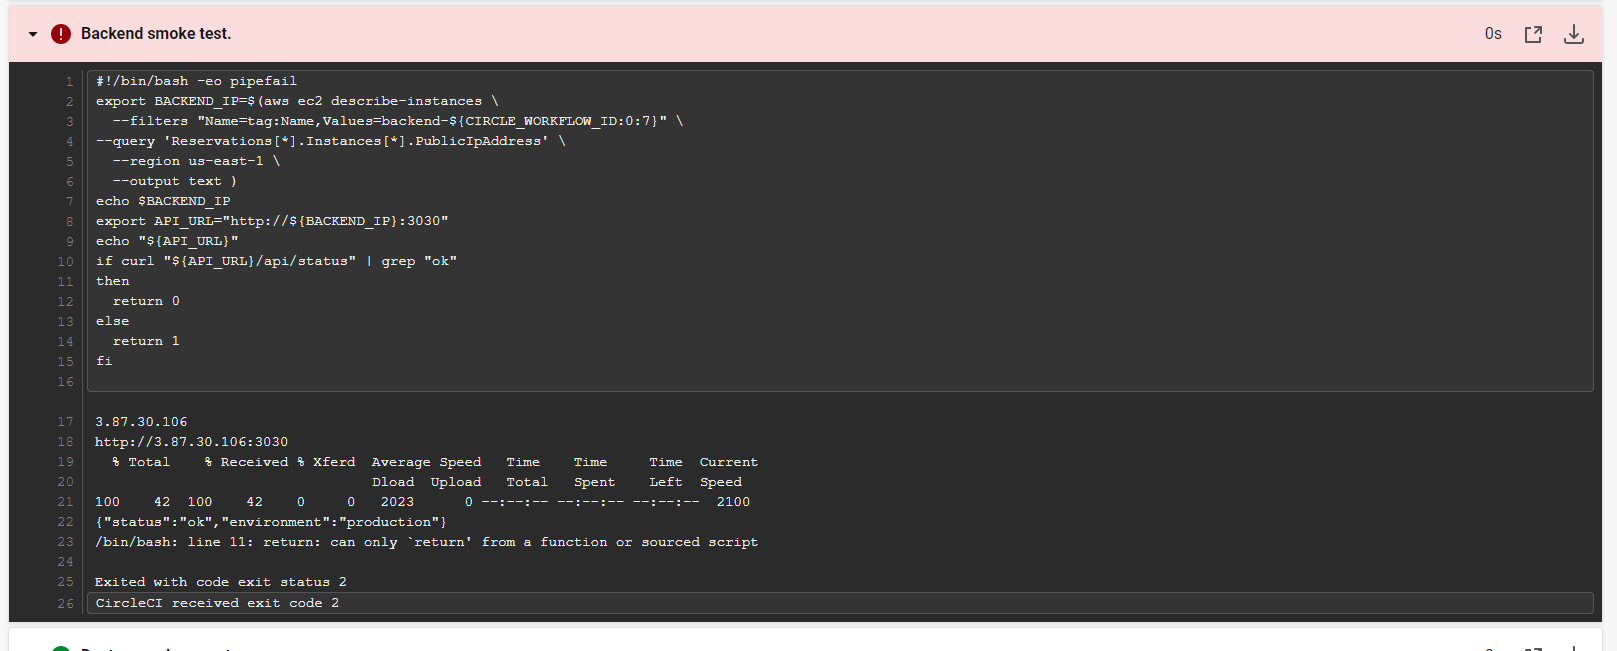 Backend smoke test. 0s
1 #!/bin/bash -eo pipefail
2 export BACKEND_IP=$(aws ec2 describe-instances \
3 --filters "Name=tag:Name,Values=backend-${CIRCLE_WORKFLOW_ID:0:7}" \
4 --query 'Reservations[*].Instances[*].PublicIpAddress' \
5 --region us-east-1 \
6 --output text )
7 echo $BACKEND_IP
8 export API_URL="http://${BACKEND_IP}:3030"
9 echo "${API_URL}"
10 if curl "${API_URL}/api/status" | grep "ok"
11 then
12 return 0
13 else
14 return 1
15 fi
16
17 3.87.30.106
18 http://3.87.30.106:3030
19 % Total % Received % Xferd Average Speed Time Time Time Current
20 Dload Upload Total Spent Left Speed
21 100 42 100 42 0 0 2023 0 --:--:-- --:--:-- --:--:-- 2100
22 {"status":"ok","environment":"production"}
23 /bin/bash: line 11: return: can only `return' from a function or sourced script
24
25 Exited with code exit status 2
26 CircleCI received exit code 2